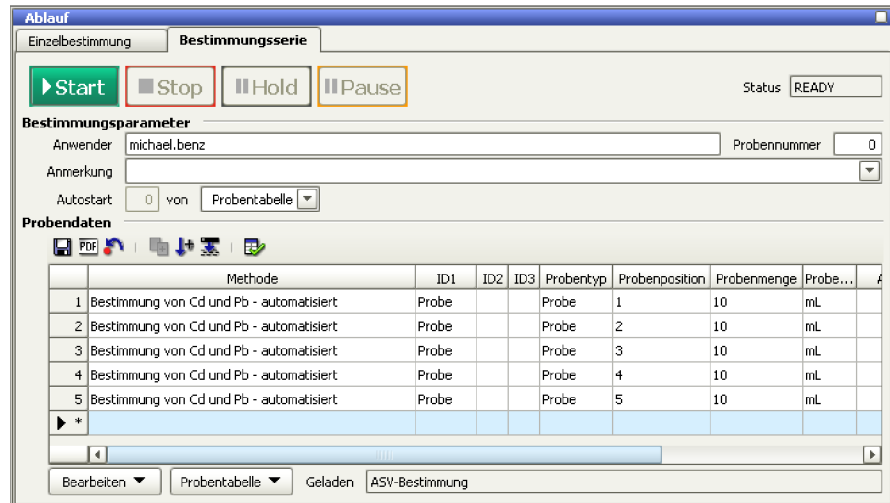 Ablauf
Einzelbestimmung Bestimmungsserie
Start Stop Hold Pause Status READY
Bestimmungsparameter
Anwender michael.benz Probennummer 0
Anmerkung
Autostart 0 von Probentabelle
Probendaten
PDF
Methode ID1 ID2 ID3 Probentyp Probenposition Probenmenge Probe...
1 Bestimmung von Cd und Pb - automatisiert Probe Probe 1 10 mL
2 Bestimmung von Cd und Pb - automatisiert Probe Probe 2 10 mL
3 Bestimmung von Cd und Pb - automatisiert Probe Probe 3 10 mL
4 Bestimmung von Cd und Pb - automatisiert Probe Probe 4 10 mL
5 Bestimmung von Cd und Pb - automatisiert Probe Probe 5 10 mL
*
Bearbeiten Probentabelle Geladen ASV-Bestimmung